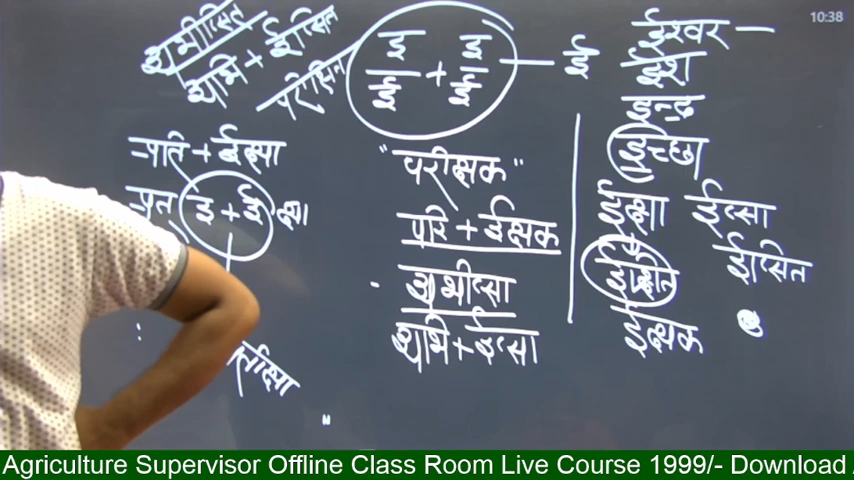 10:38
अभीप्सित
अभि + ईप्सित
परीक्षित
इ + इ — ई
ई ई
ईश्वर —
ईश
इन्द्र
इच्छा
ईक्षा ईप्सा
ईप्सित
ईक्षक
प्रति + ईक्षा
प्रत् इ + ई क्षा
"परीक्षक"
परि + ईक्षक
अभीप्सा
अभि + ईप्सा
Agriculture Supervisor Offline Class Room Live Course 1999/- Download